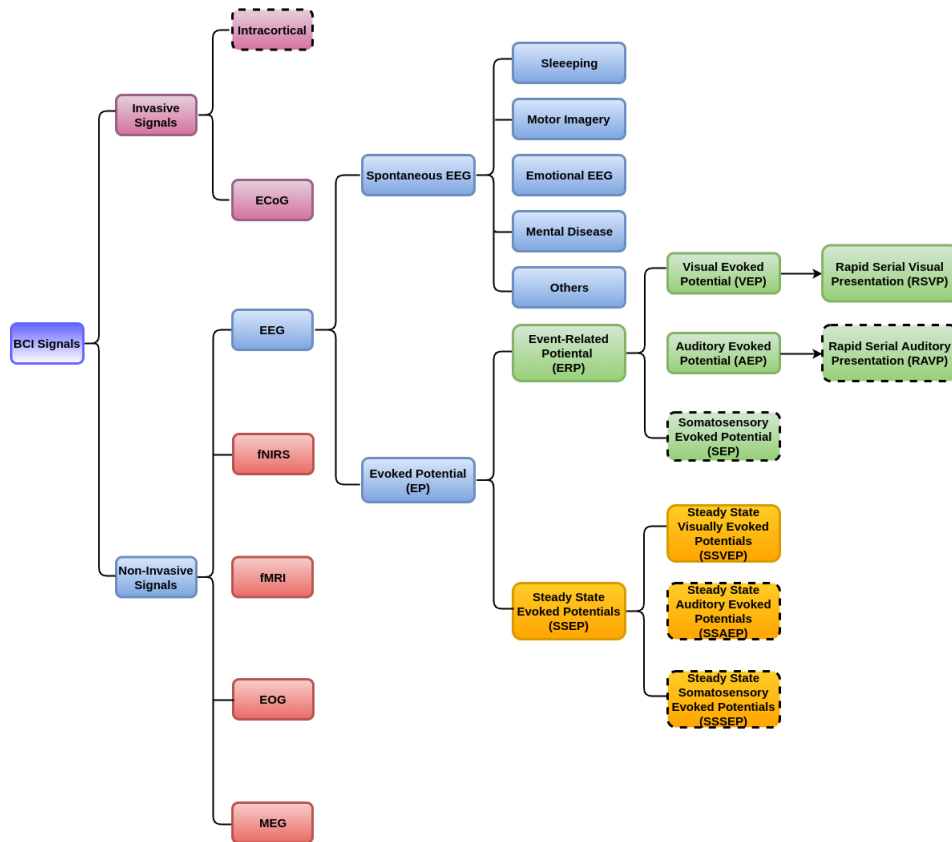 Intracortical
Invasive
Signals
ECoG
BCI Signals
Non-Invasive
Signals
EEG
fNIRS
fMRI
EOG
MEG
Spontaneous EEG
Evoked Potential
(EP)
Sleeeping
Motor Imagery
Emotional EEG
Mental Disease
Others
Event-Related
Potiental
(ERP)
Steady State
Evoked Potentials
(SSEP)
Visual Evoked
Potential (VEP)
Auditory Evoked
Potential (AEP)
Somatosensory
Evoked Potential
(SEP)
Steady State
Visually Evoked
Potentials
(SSVEP)
Steady State
Auditory Evoked
Potentials
(SSAEP)
Steady State
Somatosensory
Evoked Potentials
(SSSEP)
Rapid Serial Visual
Presentation (RSVP)
Rapid Serial Auditory
Presentation (RAVP)